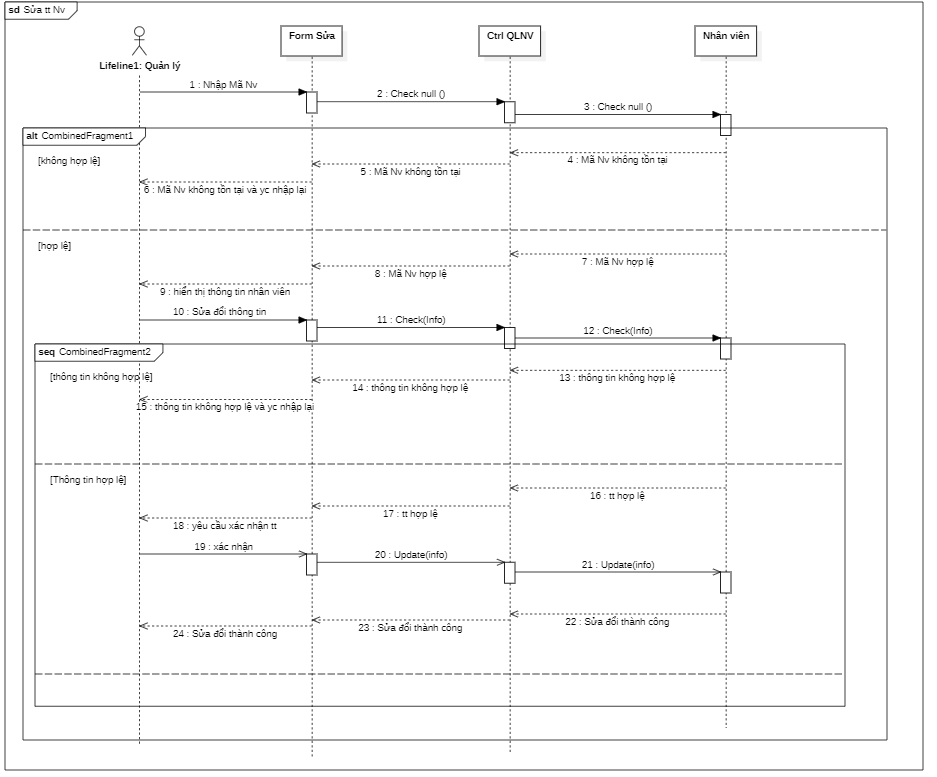 sd Sửa tt Nv
Form Sửa
Ctrl QLNV
Nhân viên
Lifeline1: Quản lý
1 : Nhập Mã Nv
2 : Check null ()
3 : Check null ()
alt CombinedFragment1
[không hợp lệ]
4 : Mã Nv không tồn tại
5 : Mã Nv không tồn tại
6 : Mã Nv không tồn tại và yc nhập lại
[hợp lệ]
7 : Mã Nv hợp lệ
8 : Mã Nv hợp lệ
9 : hiển thị thông tin nhân viên
10 : Sửa đổi thông tin
11 : Check(Info)
12 : Check(Info)
seq CombinedFragment2
[thông tin không hợp lệ]
13 : thông tin không hợp lệ
14 : thông tin không hợp lệ
15 : thông tin không hợp lệ và yc nhập lại
[Thông tin hợp lệ]
16 : tt hợp lệ
17 : tt hợp lệ
18 : yêu cầu xác nhận tt
19 : xác nhận
20 : Update(info)
21 : Update(info)
22 : Sửa đổi thành công
23 : Sửa đổi thành công
24 : Sửa đổi thành công